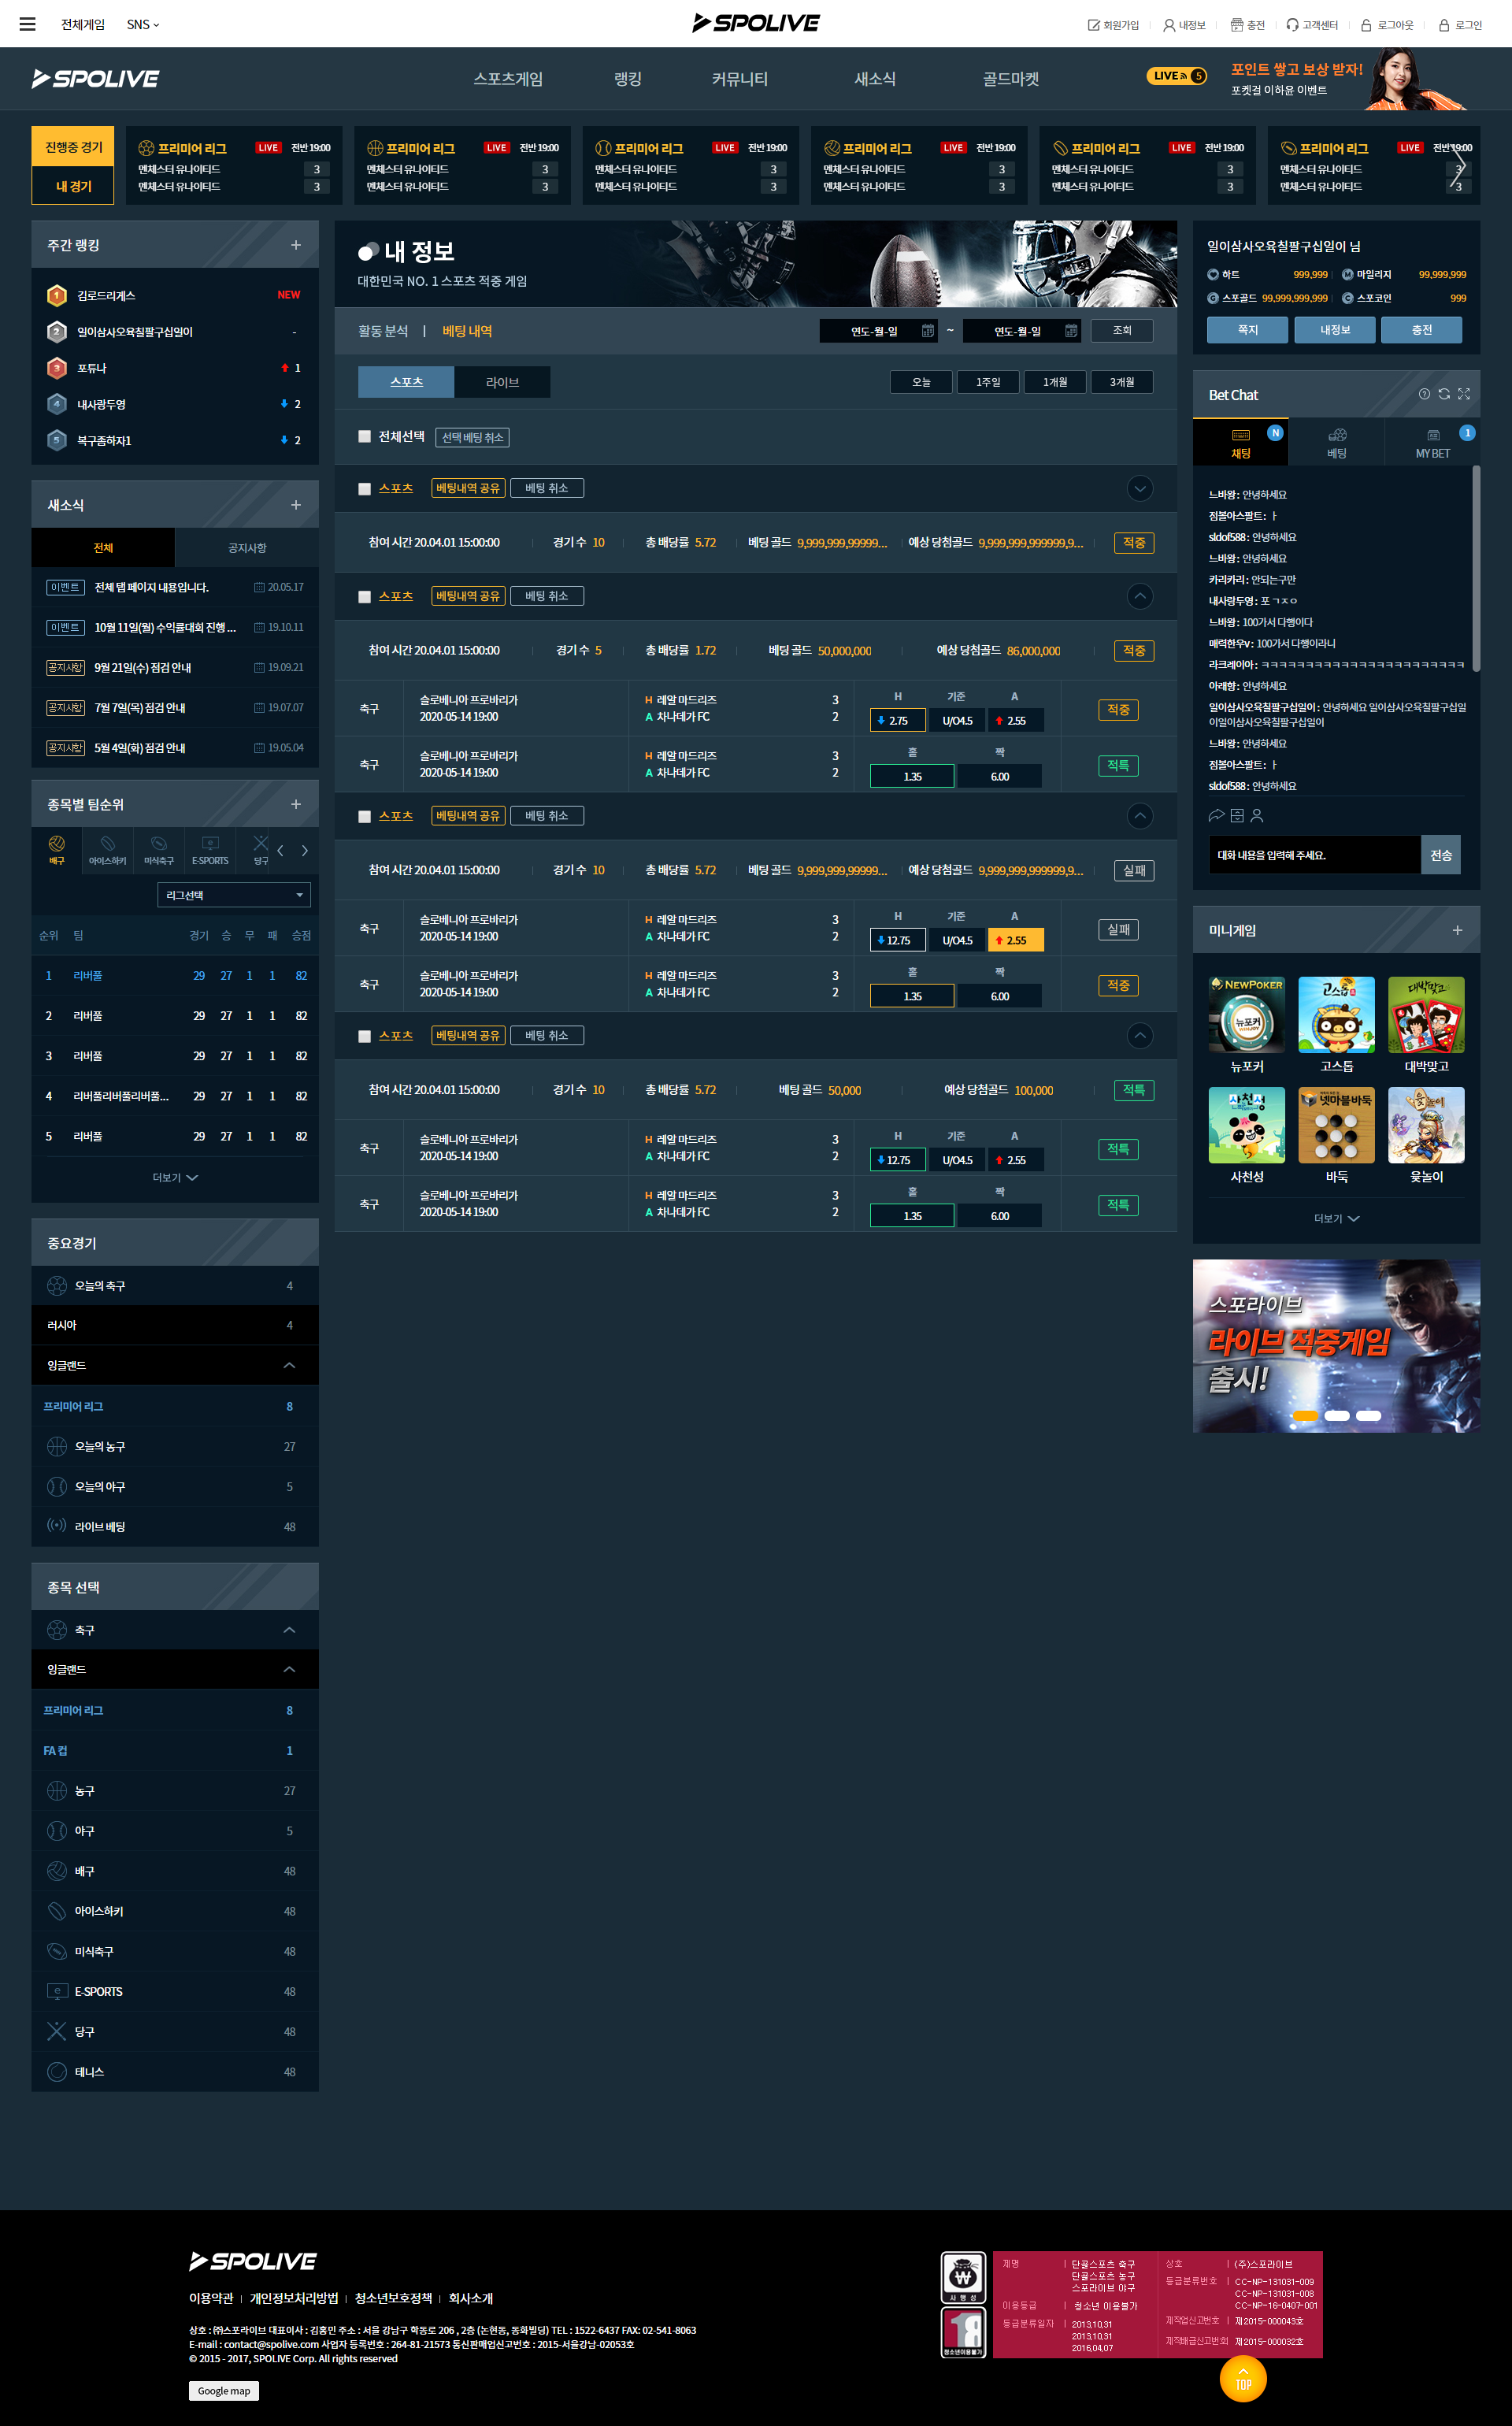 전체게임 SNS
SPOLIVE
회원가입 내정보 충전 고객센터 로그아웃 로그인
SPOLIVE
스포츠게임 랭킹 커뮤니티 새소식 골드마켓
LIVE 5
포인트 쌓고 보상 받자!
포켓걸 이하윤 이벤트
진행중 경기
내 경기
프리미어 리그 LIVE 전반 19:00
맨체스터 유나이티드 3
맨체스터 유나이티드 3
프리미어 리그 LIVE 전반 19:00
맨체스터 유나이티드 3
맨체스터 유나이티드 3
프리미어 리그 LIVE 전반 19:00
맨체스터 유나이티드 3
맨체스터 유나이티드 3
프리미어 리그 LIVE 전반 19:00
맨체스터 유나이티드 3
맨체스터 유나이티드 3
프리미어 리그 LIVE 전반 19:00
맨체스터 유나이티드 3
맨체스터 유나이티드 3
프리미어 리그 LIVE 전반 19:00
맨체스터 유나이티드 3
맨체스터 유나이티드 3
주간 랭킹 +
1 김로드리게스 NEW
2 일이삼사오육칠팔구십일이 -
3 포튜나 1
4 내사랑두영 2
5 복구좀하자1 2
새소식 +
전체 공지사항
이벤트 전체 탭 페이지 내용입니다. 20.05.17
이벤트 10월 11일(월) 수익률대회 진행 ... 19.10.11
공지사항 9월 21일(수) 점검 안내 19.09.21
공지사항 7월 7일(목) 점검 안내 19.07.07
공지사항 5월 4일(화) 점검 안내 19.05.04
종목별 팀순위 +
배구 아이스하키 미식축구 E-SPORTS 당구
리그선택
순위 팀 경기 승 무 패 승점
1 리버풀 29 27 1 1 82
2 리버풀 29 27 1 1 82
3 리버풀 29 27 1 1 82
4 리버풀리버풀리버풀... 29 27 1 1 82
5 리버풀 29 27 1 1 82
더보기
중요경기
오늘의 축구 4
러시아 4
잉글랜드
프리미어 리그 8
오늘의 농구 27
오늘의 야구 5
라이브 베팅 48
종목 선택
축구
잉글랜드
프리미어 리그 8
FA 컵 1
농구 27
야구 5
배구 48
아이스하키 48
미식축구 48
E-SPORTS 48
당구 48
테니스 48
내 정보
대한민국 NO. 1 스포츠 적중 게임
활동 분석 | 베팅 내역 연도-월-일 ~ 연도-월-일 조회
스포츠 라이브 오늘 1주일 1개월 3개월
전체선택 선택 베팅 취소
스포츠 베팅내역 공유 베팅 취소
참여 시간 20.04.01 15:00:00 경기 수 10 총 배당률 5.72 베팅 골드 9,999,999,99999... 예상 당첨골드 9,999,999,999999,9... 적중
스포츠 베팅내역 공유 베팅 취소
참여 시간 20.04.01 15:00:00 경기 수 5 총 배당률 1.72 베팅 골드 50,000,000 예상 당첨골드 86,000,000 적중
H 기준 A
축구 슬로베니아 프로바리가 H 레알 마드리즈 3
2020-05-14 19:00 A 차나데가 FC 2
2.75 U/O4.5 2.55 적중
홀 짝
축구 슬로베니아 프로바리가 H 레알 마드리즈 3
2020-05-14 19:00 A 차나데가 FC 2
1.35 6.00 적특
스포츠 베팅내역 공유 베팅 취소
참여 시간 20.04.01 15:00:00 경기 수 10 총 배당률 5.72 베팅 골드 9,999,999,99999... 예상 당첨골드 9,999,999,999999,9... 실패
H 기준 A
축구 슬로베니아 프로바리가 H 레알 마드리즈 3
2020-05-14 19:00 A 차나데가 FC 2
12.75 U/O4.5 2.55 실패
홀 짝
축구 슬로베니아 프로바리가 H 레알 마드리즈 3
2020-05-14 19:00 A 차나데가 FC 2
1.35 6.00 적중
스포츠 베팅내역 공유 베팅 취소
참여 시간 20.04.01 15:00:00 경기 수 10 총 배당률 5.72 베팅 골드 50,000 예상 당첨골드 100,000 적특
H 기준 A
축구 슬로베니아 프로바리가 H 레알 마드리즈 3
2020-05-14 19:00 A 차나데가 FC 2
12.75 U/O4.5 2.55 적특
홀 짝
축구 슬로베니아 프로바리가 H 레알 마드리즈 3
2020-05-14 19:00 A 차나데가 FC 2
1.35 6.00 적특
일이삼사오육칠팔구십일이 님
하트 999,999 M 마일리지 99,999,999
G 스포골드 99,999,999,999 C 스포코인 999
쪽지 내정보 충전
Bet Chat
채팅 N 베팅 MY BET 1
느바왕 : 안녕하세요
점볼아스팔트 : ㅏ
sldof588 : 안녕하세요
느바왕 : 안녕하세요
카리카리 : 안되는구만
내사랑두영 : 포 ㄱㅈㅇ
느바왕 : 100가서 다행이다
매력한우v : 100가서 다행이라니
라크레이아 : ㅋㅋㅋㅋㅋㅋㅋㅋㅋㅋㅋㅋㅋㅋㅋㅋㅋㅋㅋㅋㅋㅋㅋ
아래향 : 안녕하세요
일이삼사오육칠팔구십일이 : 안녕하세요 일이삼사오육칠팔구십일
이일이삼사오육칠팔구십일이
느바왕 : 안녕하세요
점볼아스팔트 : ㅏ
sldof588 : 안녕하세요
대화 내용을 입력해 주세요. 전송
미니게임 +
NEWPOKER 뉴포커 고스톱 대박맞고
뉴포커 고스톱 대박맞고
사천성 넷마블바둑 윷놀이
사천성 바둑 윷놀이
더보기
스포라이브
라이브 적중게임
출시!
SPOLIVE
이용약관 | 개인정보처리방법 | 청소년보호정책 | 회사소개
상호 : ㈜스포라이브 대표이사 : 김홍민 주소 : 서울 강남구 학동로 206 , 2층 (논현동, 동화빌딩) TEL : 1522-6437 FAX: 02-541-8063
E-mail : contact@spolive.com 사업자 등록번호 : 264-81-21573 통신판매업신고번호 : 2015-서울강남-02053호
© 2015 - 2017, SPOLIVE Corp. All rights reserved
Google map
사행성
18
청소년이용불가
제명 | 단골스포츠 축구
단골스포츠 농구
스포라이브 야구
이용등급 | 청소년 이용불가
등급분류일자 | 2013.10.31
2013.10.31
2016.04.07
상호 | (주)스포라이브
등급분류번호 | CC-NP-131031-009
CC-NP-131031-008
CC-NP-16-0407-001
제작업신고번호 | 제2015-000043호
제작배급신고번호 | 제2015-000032호
TOP